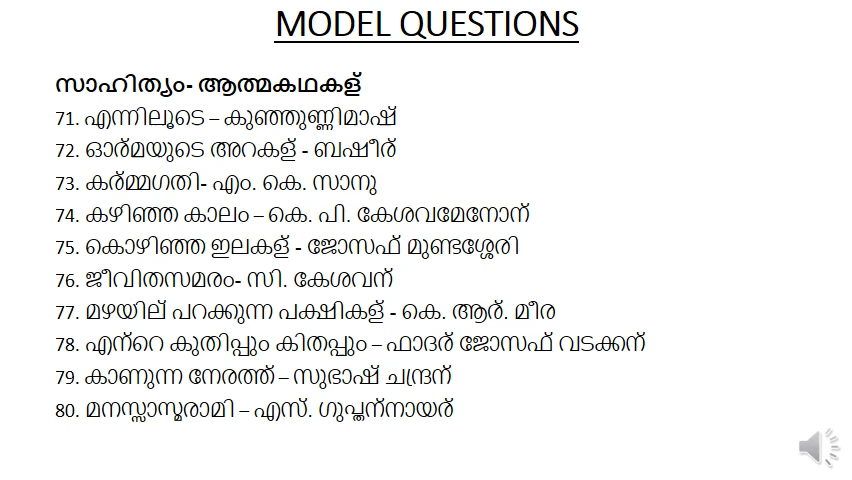 MODEL QUESTIONS
സാഹിത്യം- ആത്മകഥകള്
71. എന്നിലൂടെ – കുഞ്ഞുണ്ണിമാഷ്
72. ഓര്മയുടെ അറകള് - ബഷീര്
73. കര്മ്മഗതി- എം. കെ. സാനു
74. കഴിഞ്ഞ കാലം – കെ. പി. കേശവമേനോന്
75. കൊഴിഞ്ഞ ഇലകള് - ജോസഫ് മുണ്ടശ്ശേരി
76. ജീവിതസമരം- സി. കേശവന്
77. മഴയില് പറക്കുന്ന പക്ഷികള് - കെ. ആര്. മീര
78. എന്റെ കുതിപ്പും കിതപ്പും – ഫാദര് ജോസഫ് വടക്കന്
79. കാണുന്ന നേരത്ത് – സുഭാഷ് ചന്ദ്രന്
80. മനസ്സാസ്മരാമി – എസ്. ഗുപ്തന്നായര്